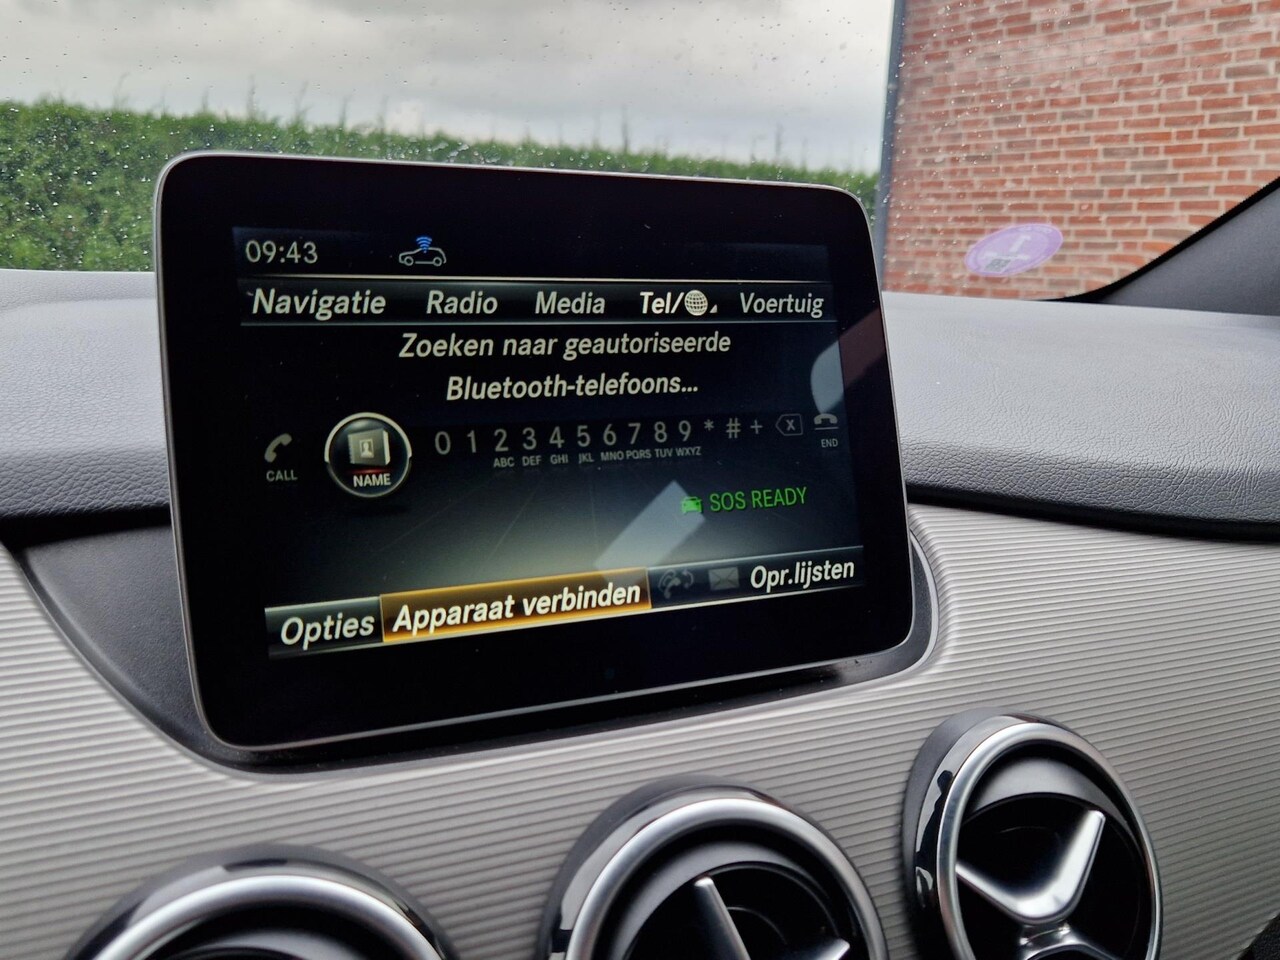 09:43
Navigatie Radio Media Tel/ Voertuig
Zoeken naar geautoriseerde
Bluetooth-telefoons...
CALL NAME 0 1 2 3 4 5 6 7 8 9 * # + X END
ABC DEF GHI JKL MNO PQRS TUV WXYZ
SOS READY
Opties Apparaat verbinden Opr.lijsten